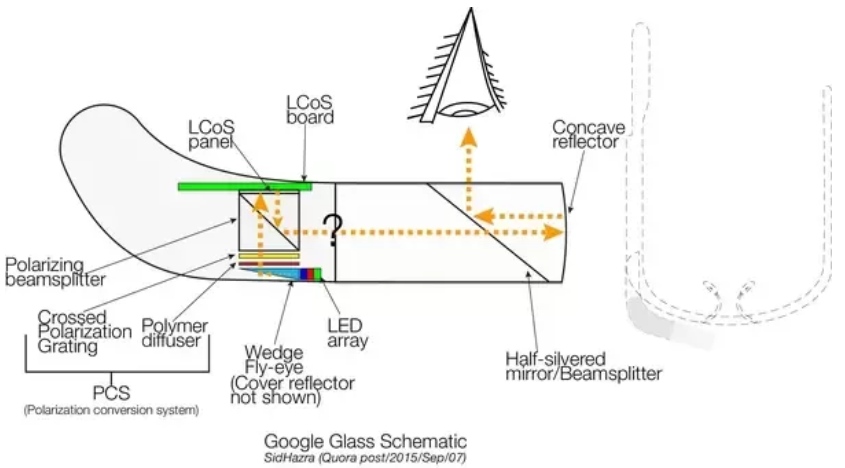 LCoS
panel
LCoS
board
Concave
reflector
?
Polarizing
beamsplitter
Crossed
Polarization
Grating
Polymer
diffuser
LED
array
Wedge
Fly-eye
(Cover reflector
not shown)
Half-silvered
mirror/Beamsplitter
PCS
(Polarization conversion system)
Google Glass Schematic
SidHazra (Quora post/2015/Sep/07)